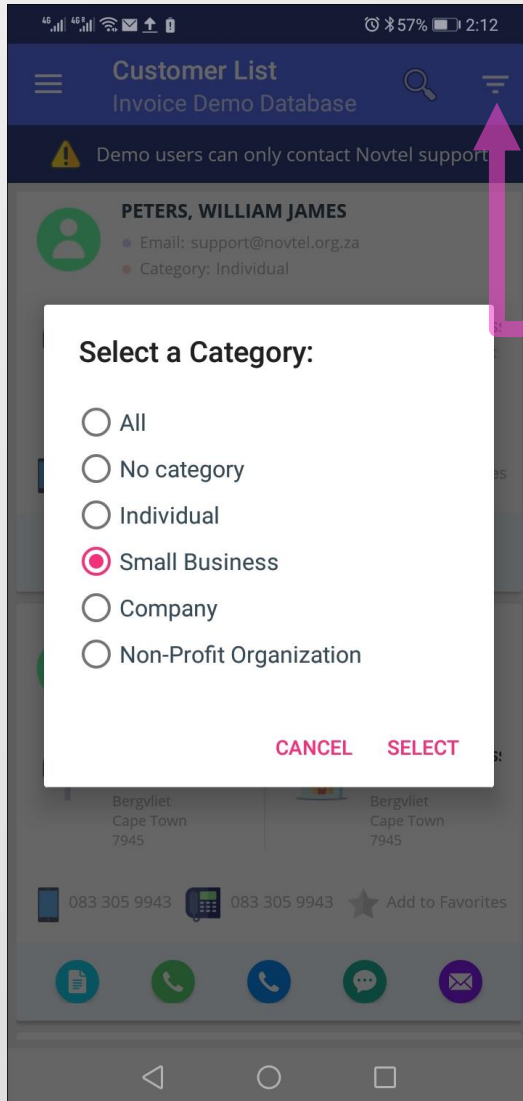 46 46 57% 2:12
Customer List
Invoice Demo Database
Demo users can only contact Novtel support
PETERS, WILLIAM JAMES
Email: support@novtel.org.za
Category: Individual
Select a Category:
All
No category
Individual
Small Business
Company
Non-Profit Organization
CANCEL SELECT
Bergvliet Bergvliet
Cape Town Cape Town
7945 7945
083 305 9943 083 305 9943 Add to Favorites